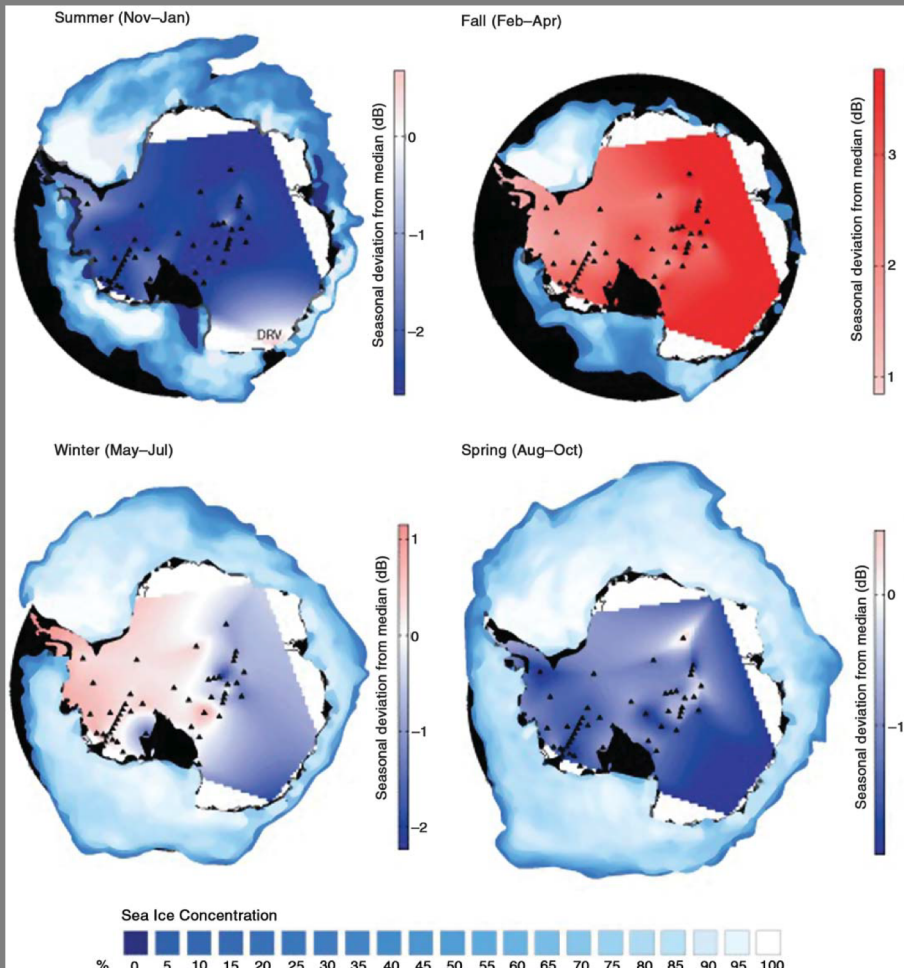 Summer (Nov–Jan)
Fall (Feb–Apr)
Seasonal deviation from median (dB)
0
−1
−2
DRV
Seasonal deviation from median (dB)
3
2
1
Winter (May–Jul)
Spring (Aug–Oct)
Seasonal deviation from median (dB)
1
0
−1
−2
Seasonal deviation from median (dB)
0
−1
Sea Ice Concentration
% 0 5 10 15 20 25 30 35 40 45 50 55 60 65 70 75 80 85 90 95 100